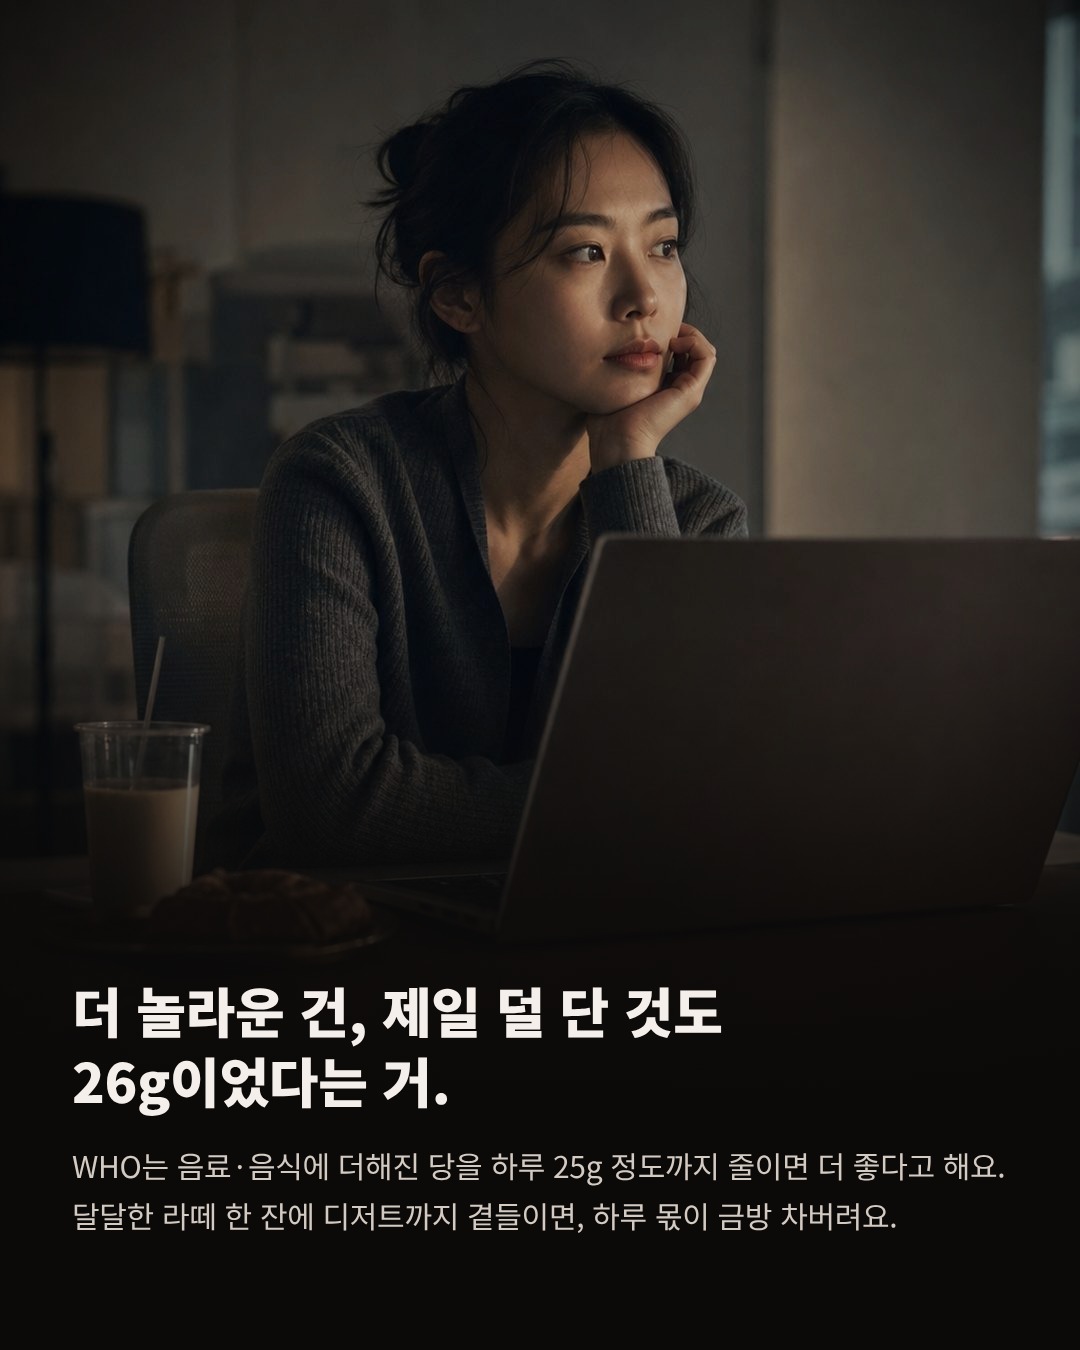 더 놀라운 건, 제일 덜 단 것도
26g이었다는 거.
WHO는 음료·음식에 더해진 당을 하루 25g 정도까지 줄이면 더 좋다고 해요.
달달한 라떼 한 잔에 디저트까지 곁들이면, 하루 몫이 금방 차버려요.